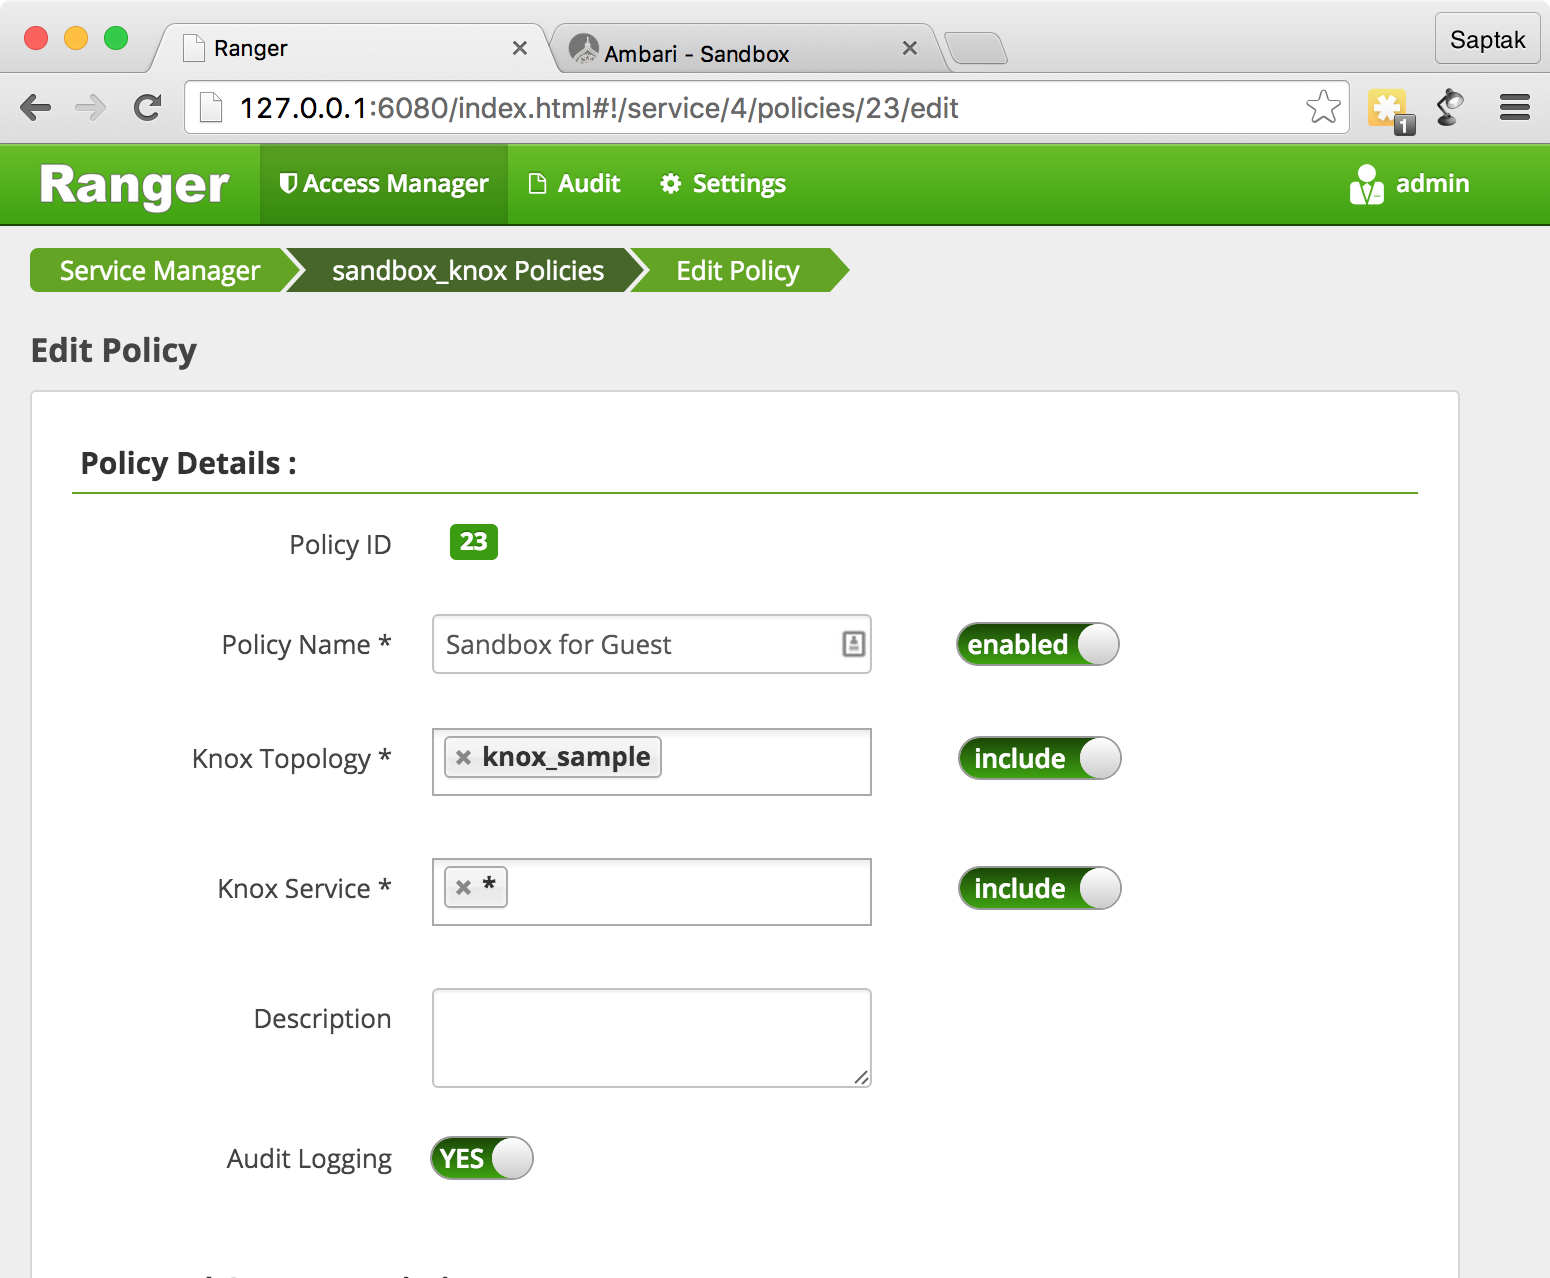 Ranger
Ambari - Sandbox
Saptak
127.0.0.1:6080/index.html#!/service/4/policies/23/edit
1
Ranger
Access Manager
Audit
Settings
admin
Service Manager
sandbox_knox Policies
Edit Policy
Edit Policy
Policy Details :
Policy ID
23
Policy Name *
Sandbox for Guest
enabled
Knox Topology *
× knox_sample
include
Knox Service *
× *
include
Description
Audit Logging
YES